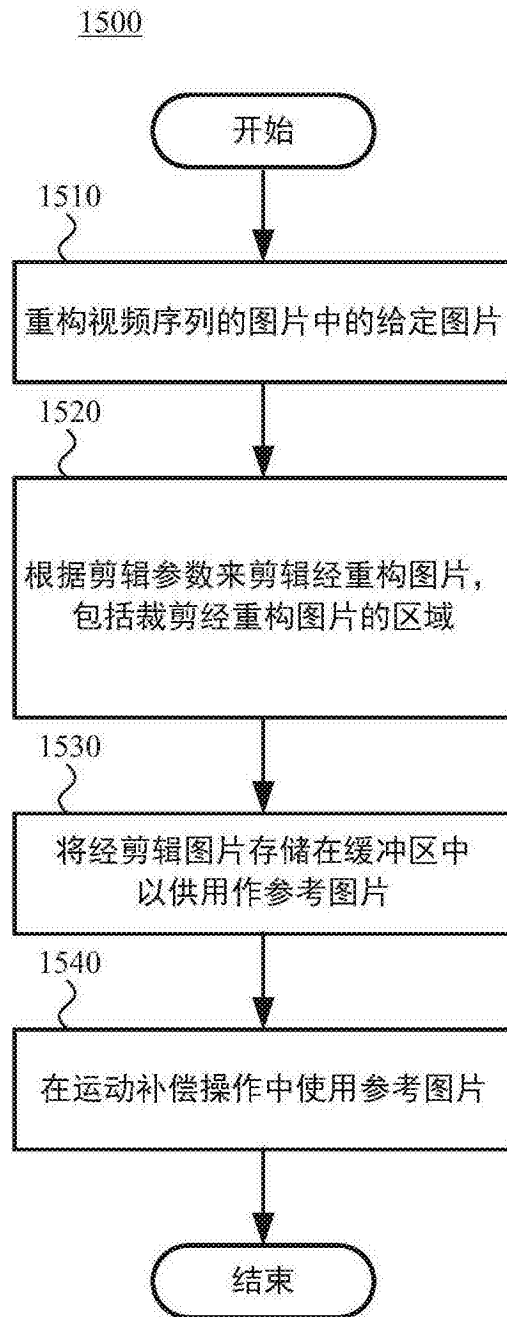 1500
开始
1510
重构视频序列的图片中的给定图片
1520
根据剪辑参数来剪辑经重构图片，
包括裁剪经重构图片的区域
1530
将经剪辑图片存储在缓冲区中
以供用作参考图片
1540
在运动补偿操作中使用参考图片
结束